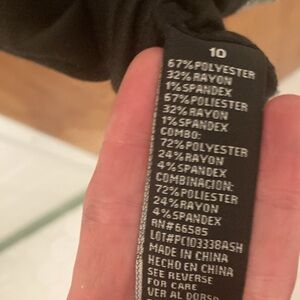 10
67%POLYESTER
32%RAYON
1%SPANDEX
67%POLIESTER
32%RAYON
1%SPANDEX
COMBO:
72%POLYESTER
24%RAYON
4%SPANDEX
COMBINACION:
72%POLIESTER
24%RAYON
4%SPANDEX
RN#66585
LOT#PC10333BASH
MADE IN CHINA
HECHO EN CHINA
SEE REVERSE
FOR CARE
VER AL DORSO